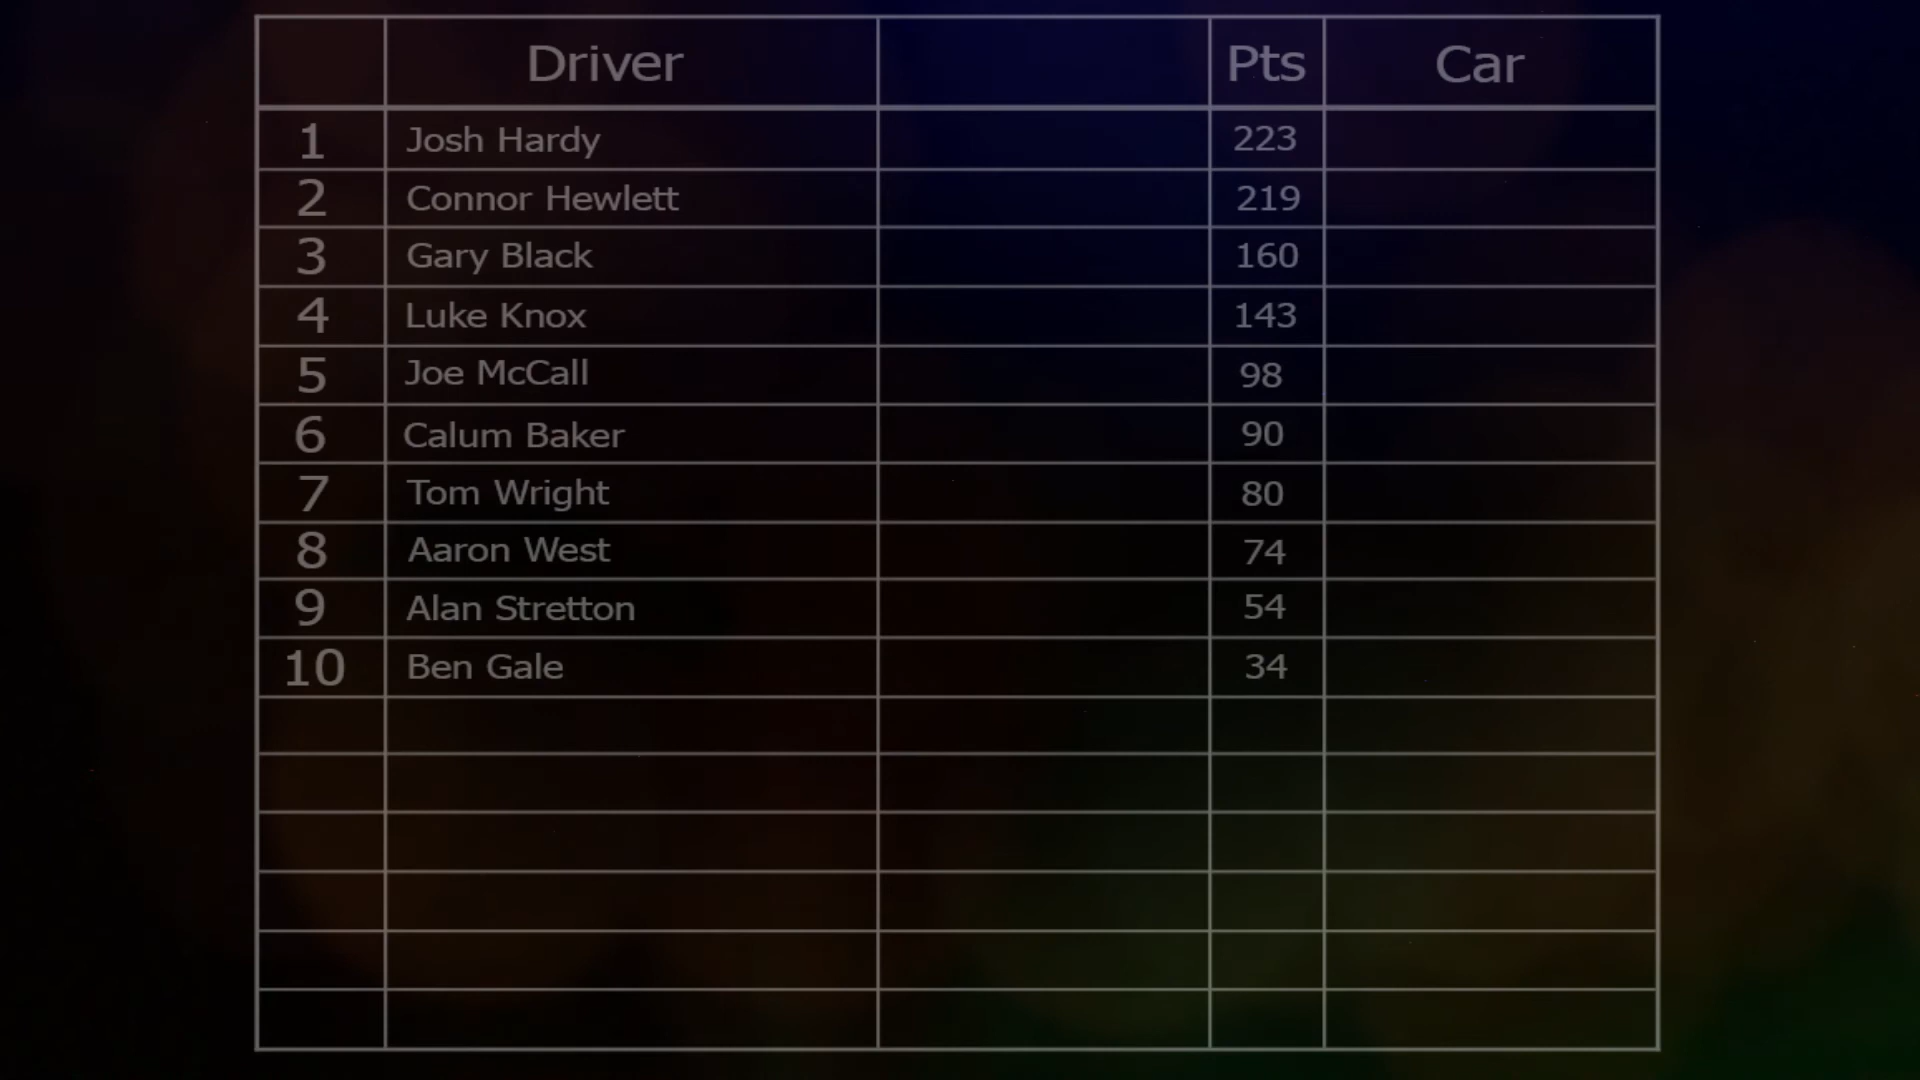 Driver Pts Car
1 Josh Hardy 223
2 Connor Hewlett 219
3 Gary Black 160
4 Luke Knox 143
5 Joe McCall 98
6 Calum Baker 90
7 Tom Wright 80
8 Aaron West 74
9 Alan Stretton 54
10 Ben Gale 34